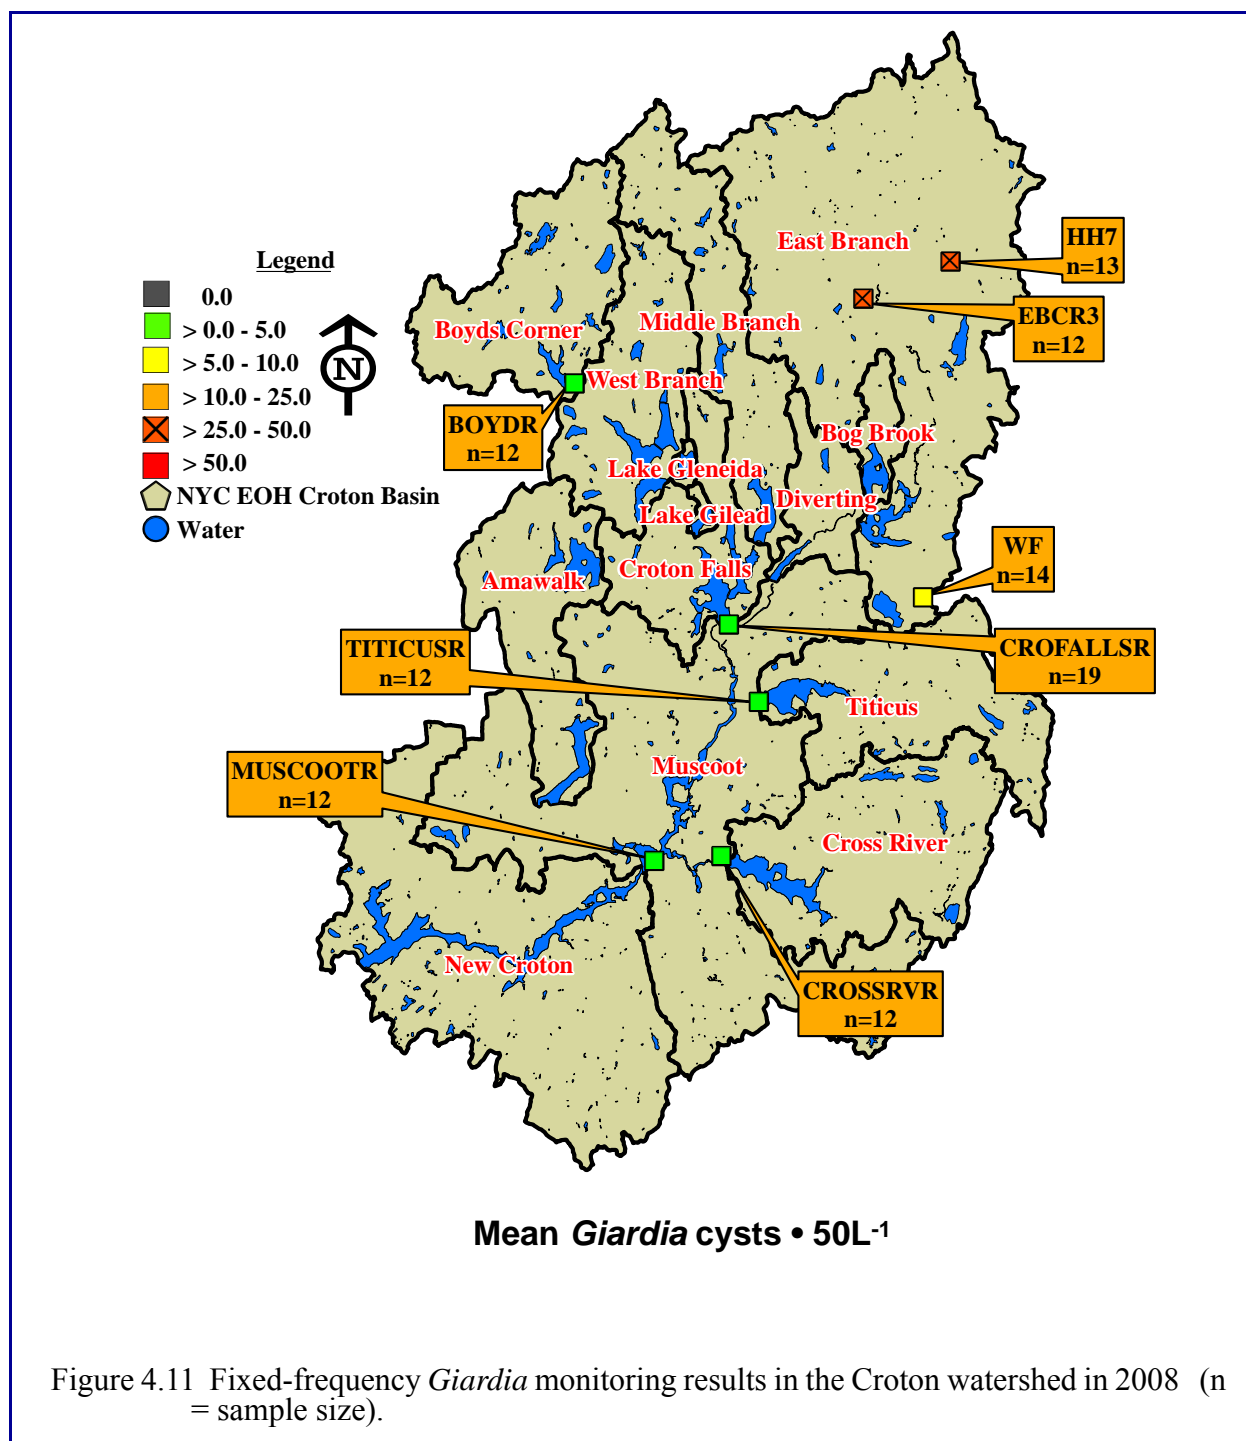 Legend
0.0
> 0.0 - 5.0
> 5.0 - 10.0
> 10.0 - 25.0
> 25.0 - 50.0
> 50.0
NYC EOH Croton Basin
Water
N
East Branch
HH7
n=13
EBCR3
n=12
Boyds Corner
Middle Branch
West Branch
BOYDR
n=12
Bog Brook
Lake Gleneida
Diverting
Lake Gilead
WF
n=14
Croton Falls
Amawalk
TITICUSR
n=12
CROFALLSR
n=19
Titicus
MUSCOOTR
n=12
Muscoot
Cross River
New Croton
CROSSRVR
n=12
Mean Giardia cysts • 50L-1
Figure 4.11 Fixed-frequency Giardia monitoring results in the Croton watershed in 2008 (n
= sample size).